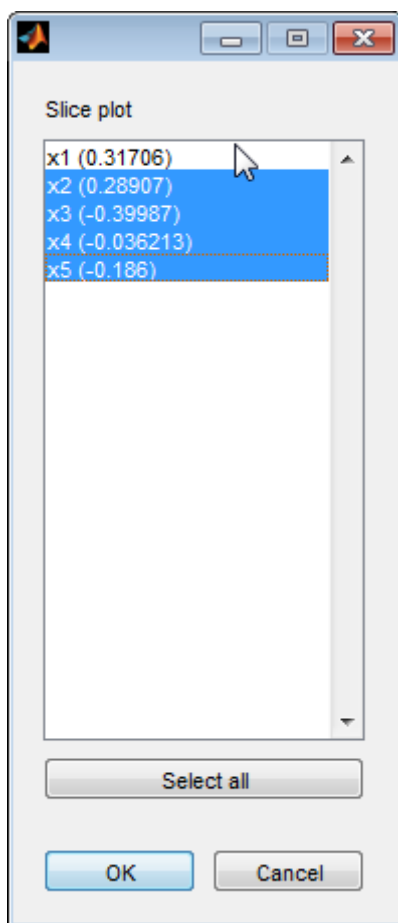 Slice plot
x1 (0.31706)
x2 (0.28907)
x3 (-0.39987)
x4 (-0.036213)
x5 (-0.186)
Select all
OK
Cancel